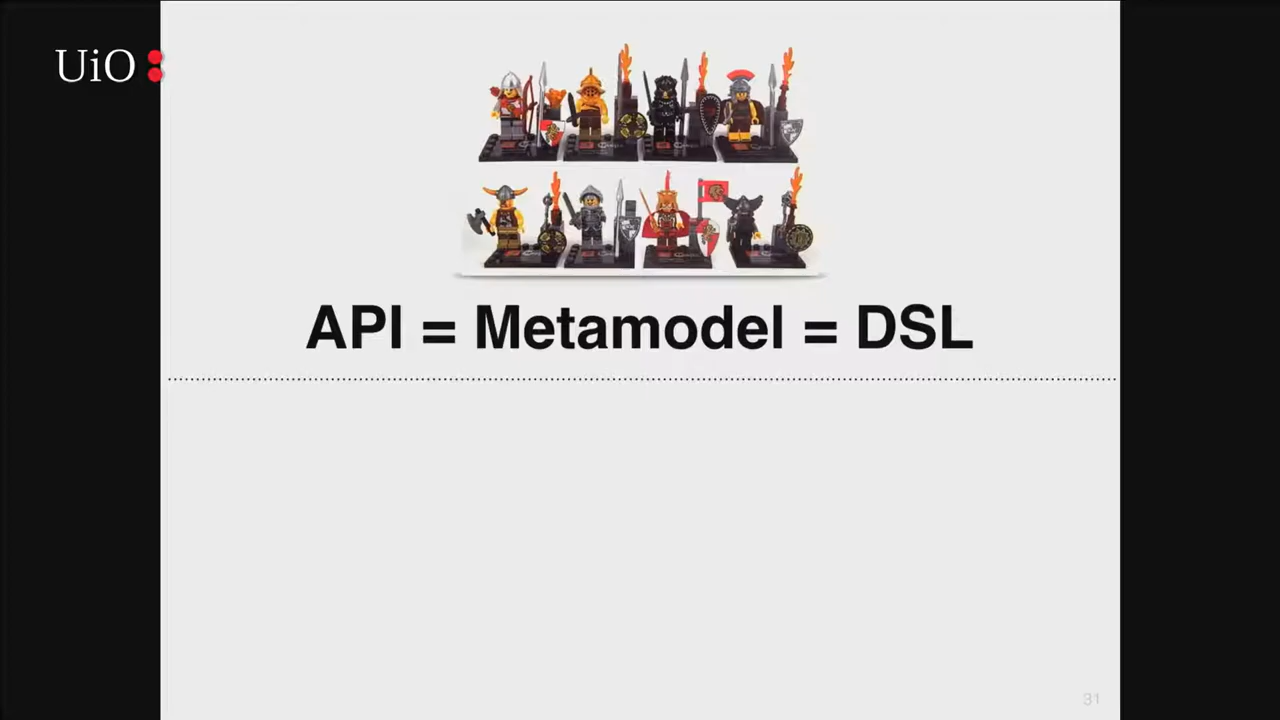 UiO
API = Metamodel = DSL
31